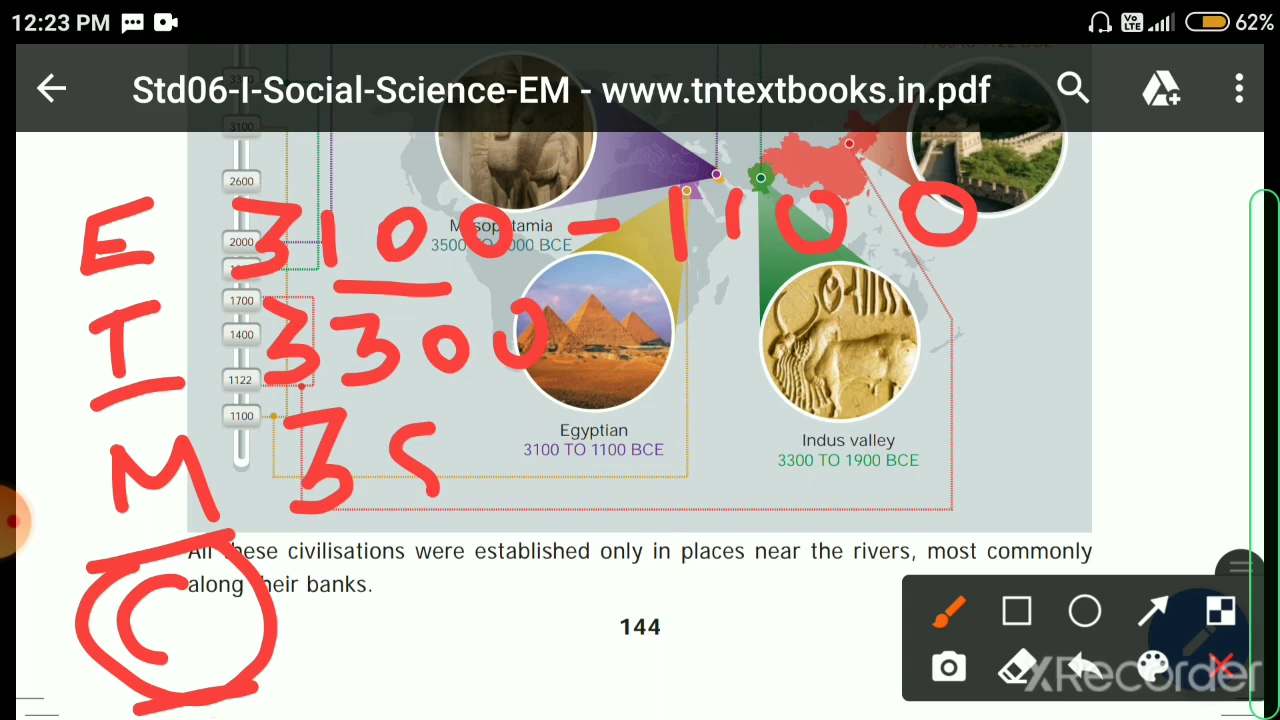 12:23 PM
Vo
LTE
62%
Std06-I-Social-Science-EM - www.tntextbooks.in.pdf
3100
2600
2000
1700
1400
1122
1100
Mesopotamia
3500 TO 2000 BCE
Egyptian
3100 TO 1100 BCE
Indus valley
3300 TO 1900 BCE
E 3100 - 1100
I 3300
M 35
C
All these civilisations were established only in places near the rivers, most commonly
along their banks.
144
XRecorder